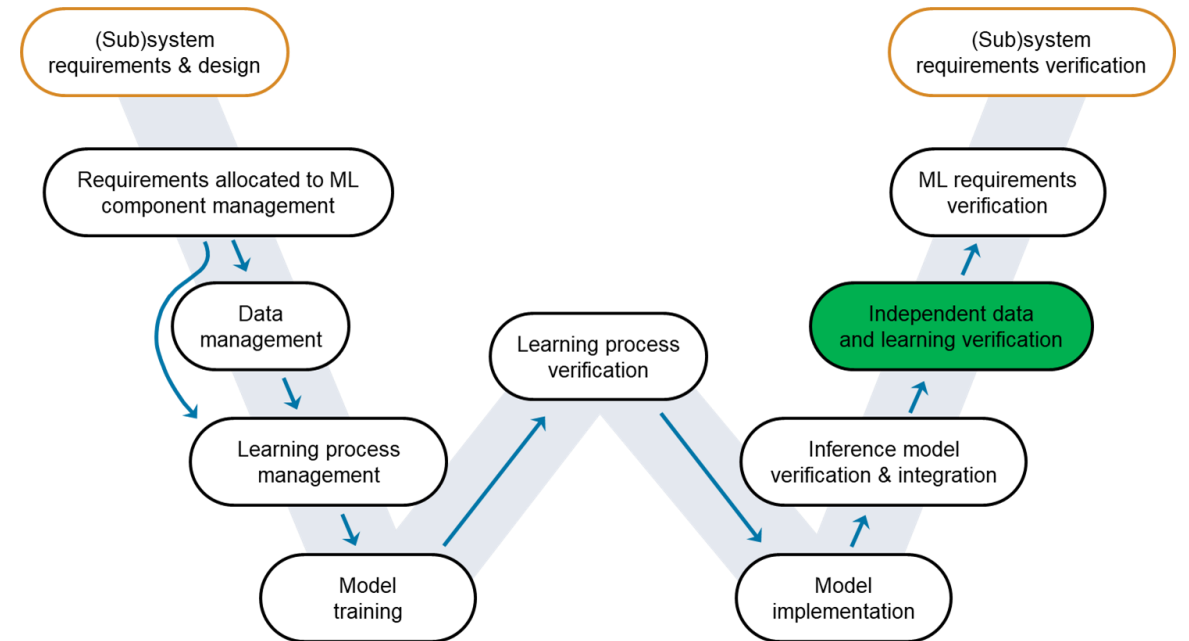 (Sub)system
requirements & design
(Sub)system
requirements verification
Requirements allocated to ML
component management
ML requirements
verification
Data
management
Independent data
and learning verification
Learning process
verification
Learning process
management
Inference model
verification & integration
Model
training
Model
implementation